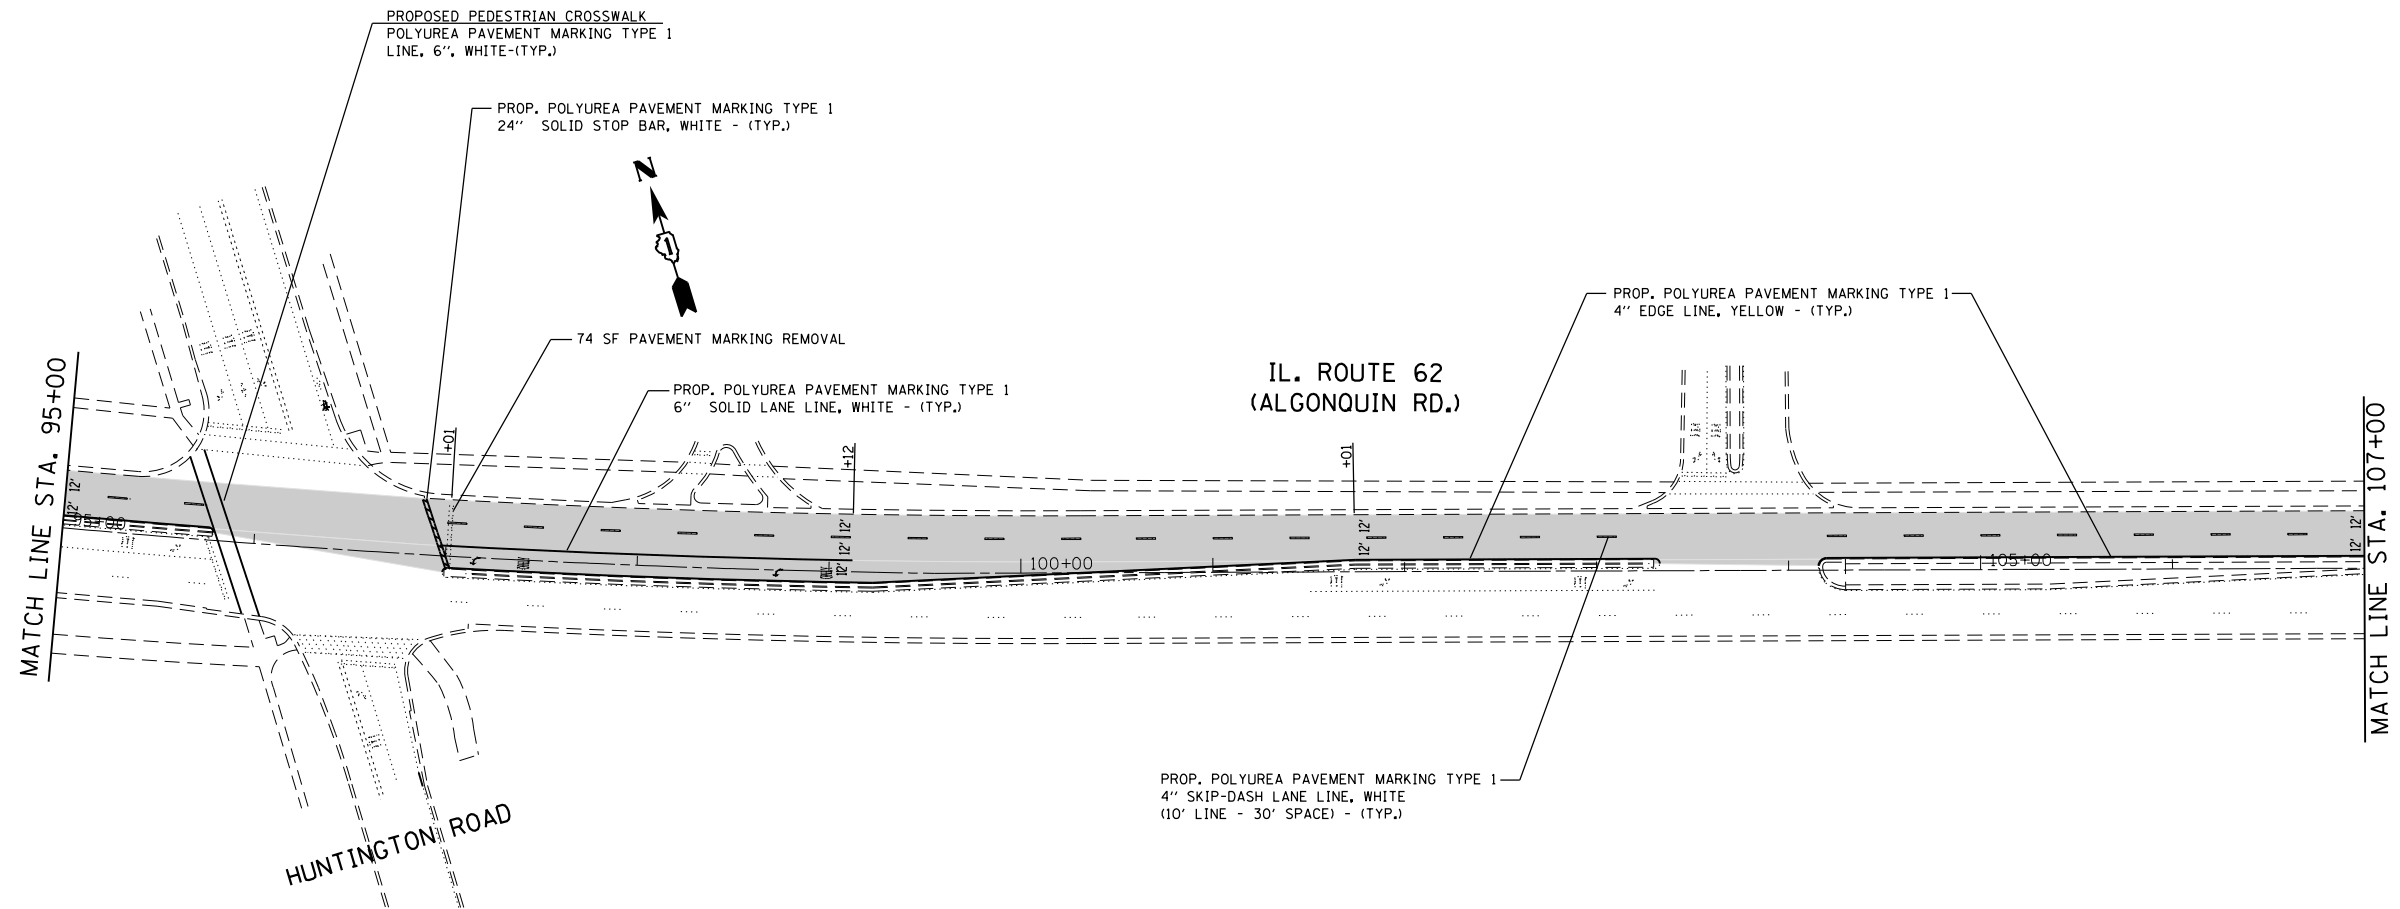 PROPOSED PEDESTRIAN CROSSWALK
POLYUREA PAVEMENT MARKING TYPE 1
LINE, 6", WHITE-(TYP.)
PROP. POLYUREA PAVEMENT MARKING TYPE 1
24" SOLID STOP BAR, WHITE - (TYP.)
N
74 SF PAVEMENT MARKING REMOVAL
PROP. POLYUREA PAVEMENT MARKING TYPE 1
6" SOLID LANE LINE, WHITE - (TYP.)
PROP. POLYUREA PAVEMENT MARKING TYPE 1
4" EDGE LINE, YELLOW - (TYP.)
IL. ROUTE 62
(ALGONQUIN RD.)
MATCH LINE STA. 95+00
+01
+12
+01
12'
12'
12'
12'
12'
12'
12'
12'
12'
100+00
105+00
MATCH LINE STA. 107+00
PROP. POLYUREA PAVEMENT MARKING TYPE 1
4" SKIP-DASH LANE LINE, WHITE
(10' LINE - 30' SPACE) - (TYP.)
HUNTINGTON ROAD